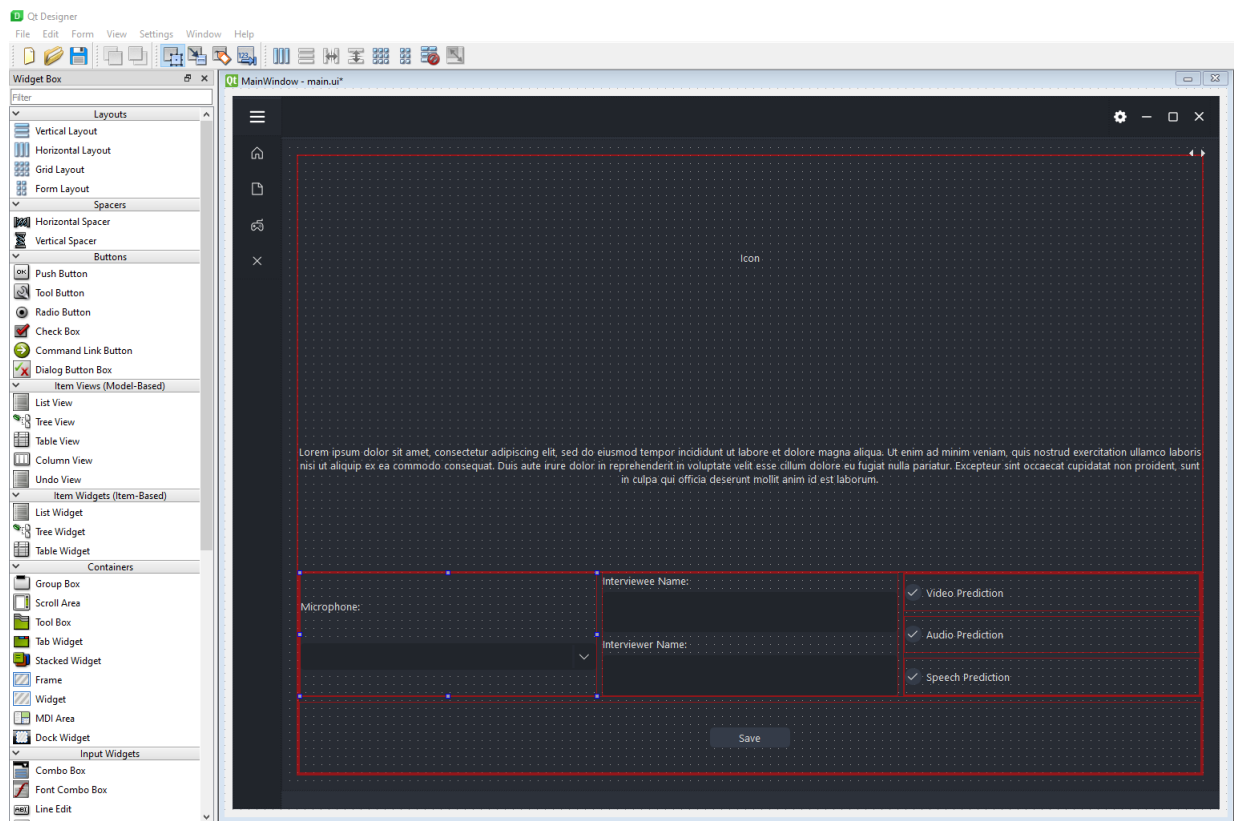 Qt Designer
File Edit Form View Settings Window Help
Widget Box
MainWindow - main.ui*
Filter
Layouts
Vertical Layout
Horizontal Layout
Grid Layout
Form Layout
Spacers
Horizontal Spacer
Vertical Spacer
Buttons
Push Button
Tool Button
Radio Button
Check Box
Command Link Button
Dialog Button Box
Item Views (Model-Based)
List View
Tree View
Table View
Column View
Undo View
Item Widgets (Item-Based)
List Widget
Tree Widget
Table Widget
Containers
Group Box
Scroll Area
Tool Box
Tab Widget
Stacked Widget
Frame
Widget
MDI Area
Dock Widget
Input Widgets
Combo Box
Font Combo Box
Line Edit
Icon
Lorem ipsum dolor sit amet, consectetur adipiscing elit, sed do eiusmod tempor incididunt ut labore et dolore magna aliqua. Ut enim ad minim veniam, quis nostrud exercitation ullamco laboris
nisi ut aliquip ex ea commodo consequat. Duis aute irure dolor in reprehenderit in voluptate velit esse cillum dolore eu fugiat nulla pariatur. Excepteur sint occaecat cupidatat non proident, sunt
in culpa qui officia deserunt mollit anim id est laborum.
Microphone:
Interviewee Name:
Interviewer Name:
Video Prediction
Audio Prediction
Speech Prediction
Save